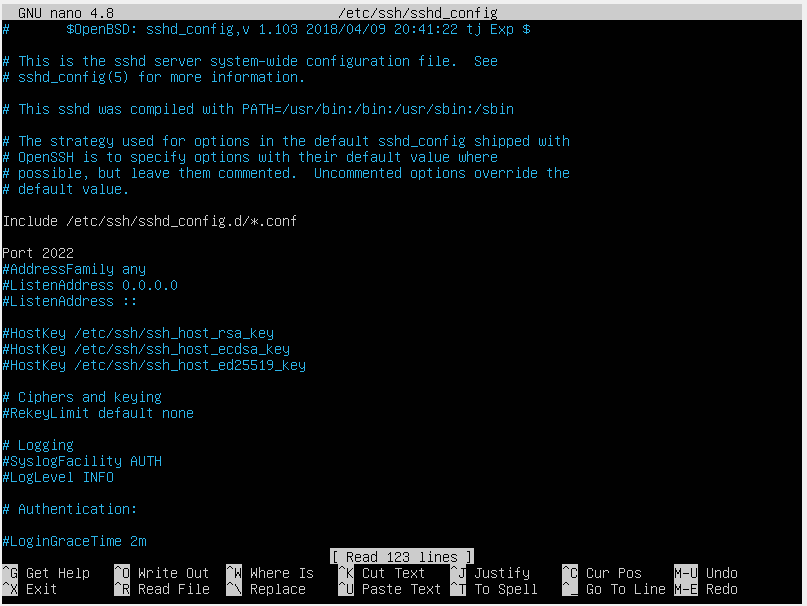 GNU nano 4.8 /etc/ssh/sshd_config
# $OpenBSD: sshd_config,v 1.103 2018/04/09 20:41:22 tj Exp $
# This is the sshd server system-wide configuration file. See
# sshd_config(5) for more information.
# This sshd was compiled with PATH=/usr/bin:/bin:/usr/sbin:/sbin
# The strategy used for options in the default sshd_config shipped with
# OpenSSH is to specify options with their default value where
# possible, but leave them commented. Uncommented options override the
# default value.
Include /etc/ssh/sshd_config.d/*.conf
Port 2022
#AddressFamily any
#ListenAddress 0.0.0.0
#ListenAddress ::
#HostKey /etc/ssh/ssh_host_rsa_key
#HostKey /etc/ssh/ssh_host_ecdsa_key
#HostKey /etc/ssh/ssh_host_ed25519_key
# Ciphers and keying
#RekeyLimit default none
# Logging
#SyslogFacility AUTH
#LogLevel INFO
# Authentication:
#LoginGraceTime 2m
[ Read 123 lines ]
^G Get Help ^O Write Out ^W Where Is ^K Cut Text ^J Justify ^C Cur Pos M-U Undo
^X Exit ^R Read File ^\ Replace ^U Paste Text ^T To Spell ^_ Go To Line M-E Redo